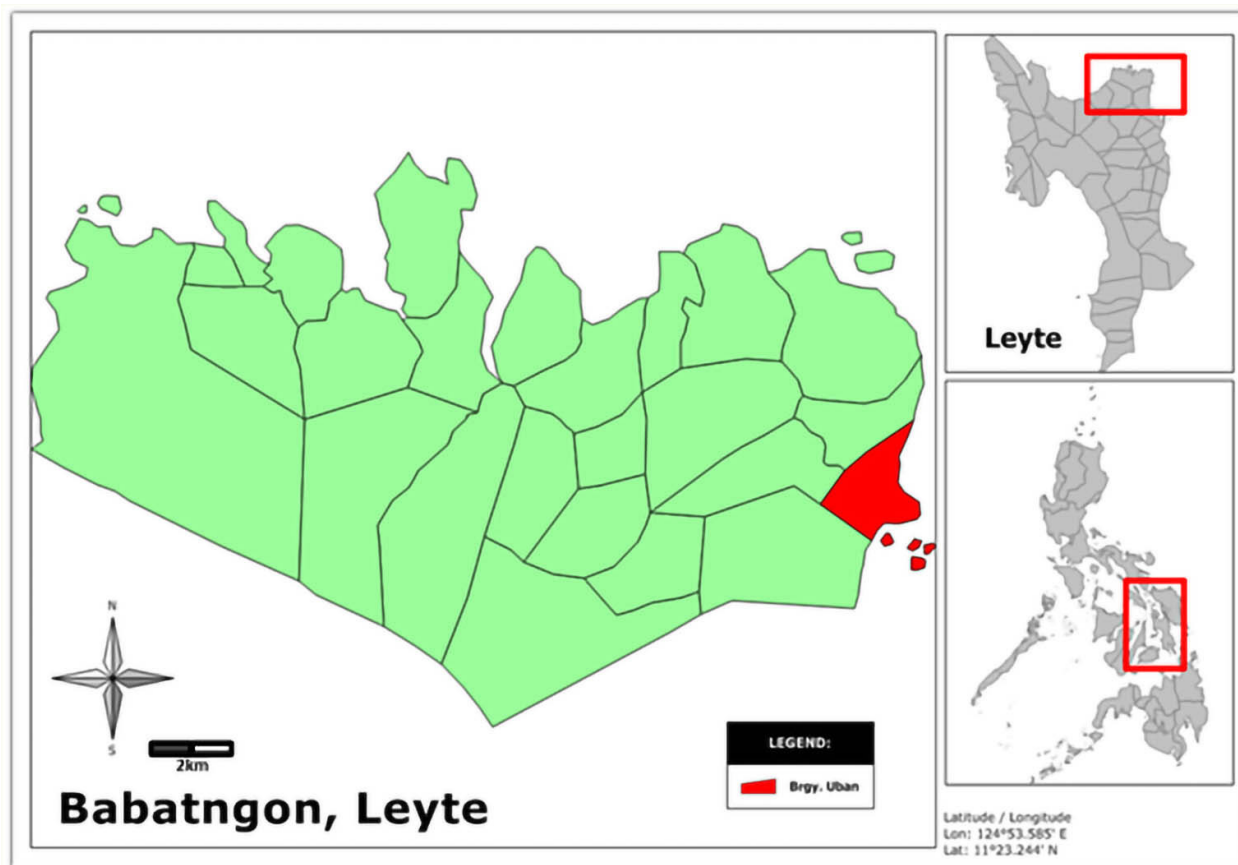 Leyte
N
S
2km
LEGEND:
Brgy. Uban
Babatngon, Leyte
Latitude / Longitude
Lon: 124°53.585' E
Lat: 11°23.244' N